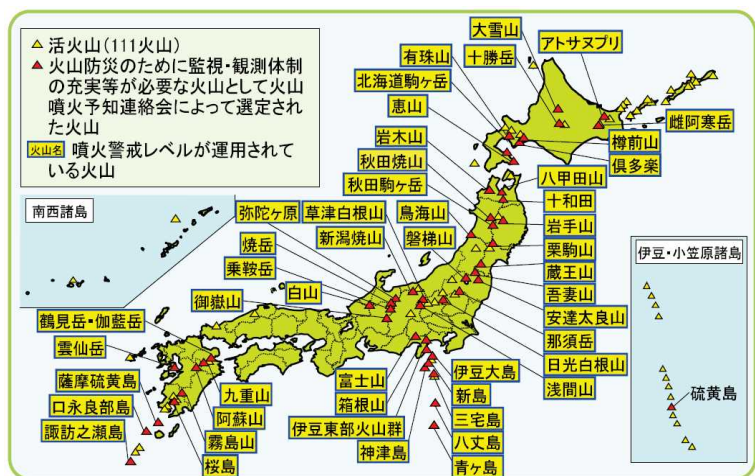 活火山(111火山)
火山防災のために監視・観測体制
の充実等が必要な火山として火山
噴火予知連絡会によって選定され
た火山
火山名 噴火警戒レベルが運用されて
いる火山
大雪山
十勝岳
アトサヌプリ
有珠山
北海道駒ヶ岳
恵山
雌阿寒岳
樽前山
倶多楽
岩木山
秋田焼山
秋田駒ヶ岳
八甲田山
十和田
岩手山
栗駒山
蔵王山
吾妻山
安達太良山
那須岳
日光白根山
浅間山
南西諸島
弥陀ヶ原
草津白根山
鳥海山
焼岳
新潟焼山
磐梯山
乗鞍岳
白山
御嶽山
鶴見岳・伽藍岳
雲仙岳
薩摩硫黄島
口永良部島
諏訪之瀬島
九重山
阿蘇山
霧島山
桜島
富士山
箱根山
伊豆東部火山群
神津島
伊豆大島
新島
三宅島
八丈島
青ヶ島
伊豆・小笠原諸島
硫黄島